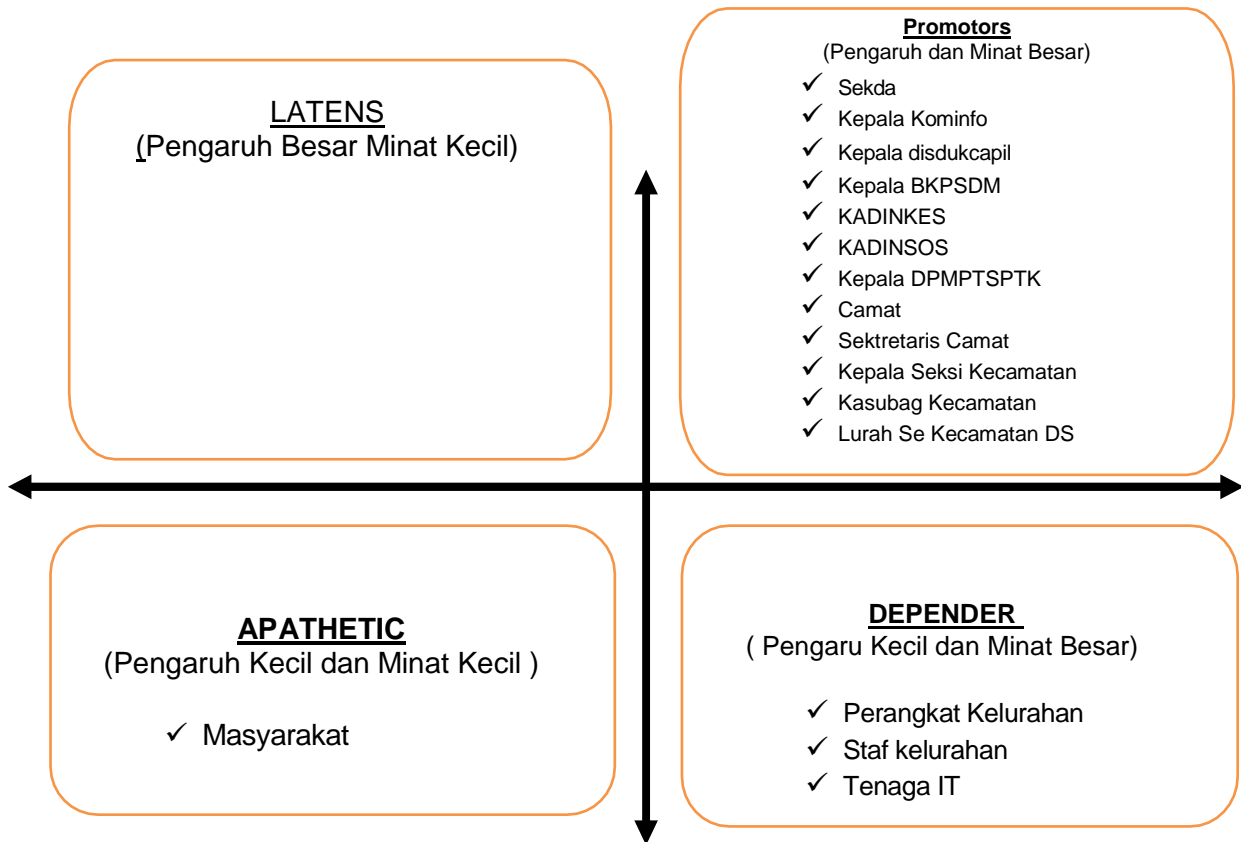 LATENS
(Pengaruh Besar Minat Kecil)
Promotors
(Pengaruh dan Minat Besar)
✓ Sekda
✓ Kepala Kominfo
✓ Kepala disdukcapil
✓ Kepala BKPSDM
✓ KADINKES
✓ KADINSOS
✓ Kepala DPMPTSPTK
✓ Camat
✓ Sektretaris Camat
✓ Kepala Seksi Kecamatan
✓ Kasubag Kecamatan
✓ Lurah Se Kecamatan DS
APATHETIC
(Pengaruh Kecil dan Minat Kecil )
✓ Masyarakat
DEPENDER
( Pengaru Kecil dan Minat Besar)
✓ Perangkat Kelurahan
✓ Staf kelurahan
✓ Tenaga IT